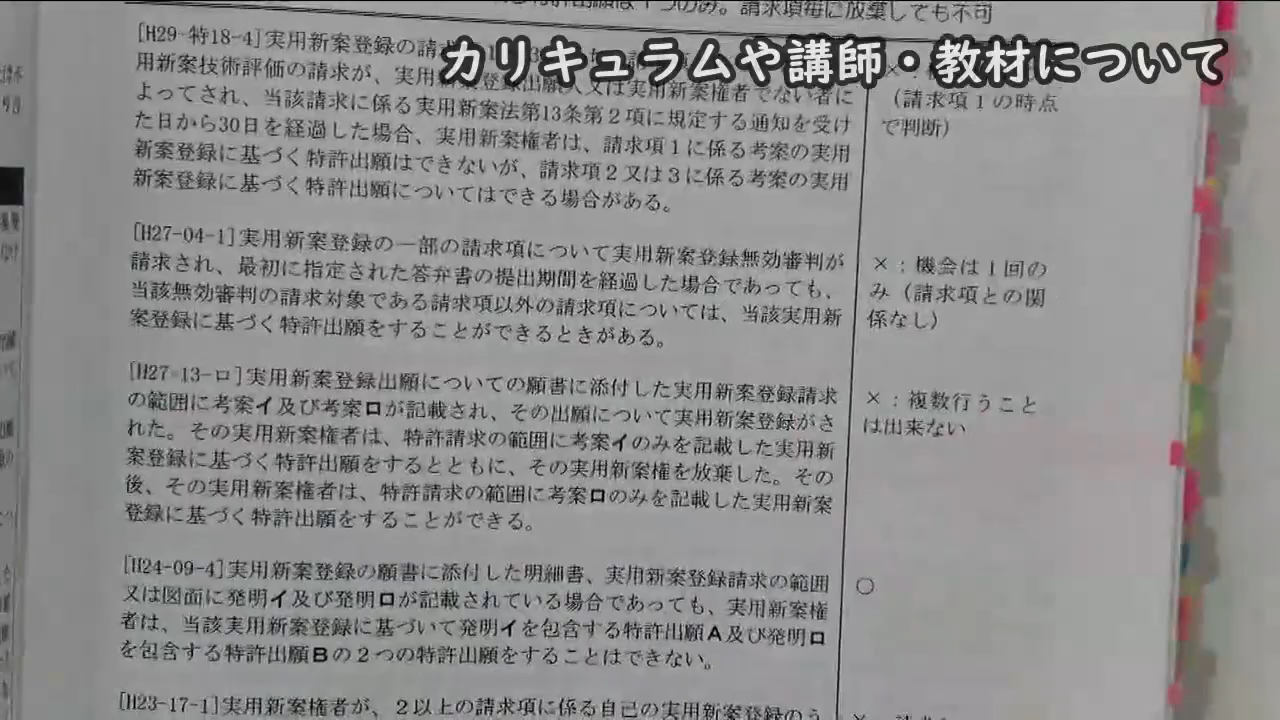 許出願は1つのみ。請求項毎に放棄しても不可
カリキュラムや講師・教材について
[H29-特18-4]実用新案登録の請
用新案技術評価の請求が、実用新案登録出願人又は実用新案権者でない者に
よってされ、当該請求に係る実用新案法第13条第2項に規定する通知を受け
た日から30日を経過した場合、実用新案権者は、請求項1に係る考案の実用
新案登録に基づく特許出願はできないが、請求項2又は3に係る考案の実用
新案登録に基づく特許出願についてはできる場合がある。
(請求項1の時点
で判断)
[H27-04-1]実用新案登録の一部の請求項について実用新案登録無効審判が
請求され、最初に指定された答弁書の提出期間を経過した場合であっても、
当該無効審判の請求対象である請求項以外の請求項については、当該実用新
案登録に基づく特許出願をすることができるときがある。
×:機会は1回の
み(請求項との関
係なし)
[H27-13-ロ]実用新案登録出願についての願書に添付した実用新案登録請求
の範囲に考案イ及び考案ロが記載され、その出願について実用新案登録がさ
れた。その実用新案権者は、特許請求の範囲に考案イのみを記載した実用新
案登録に基づく特許出願をするとともに、その実用新案権を放棄した。その
後、その実用新案権者は、特許請求の範囲に考案ロのみを記載した実用新案
登録に基づく特許出願をすることができる。
×:複数行うこと
は出来ない
[H24-09-4]実用新案登録の願書に添付した明細書、実用新案登録請求の範囲
又は図面に発明イ及び発明ロが記載されている場合であっても、実用新案権
者は、当該実用新案登録に基づいて発明イを包含する特許出願A及び発明ロ
を包含する特許出願Bの2つの特許出願をすることはできない。
○
[H23-17-1]実用新案権者が、2以上の請求項に係る自己の実用新案登録のう